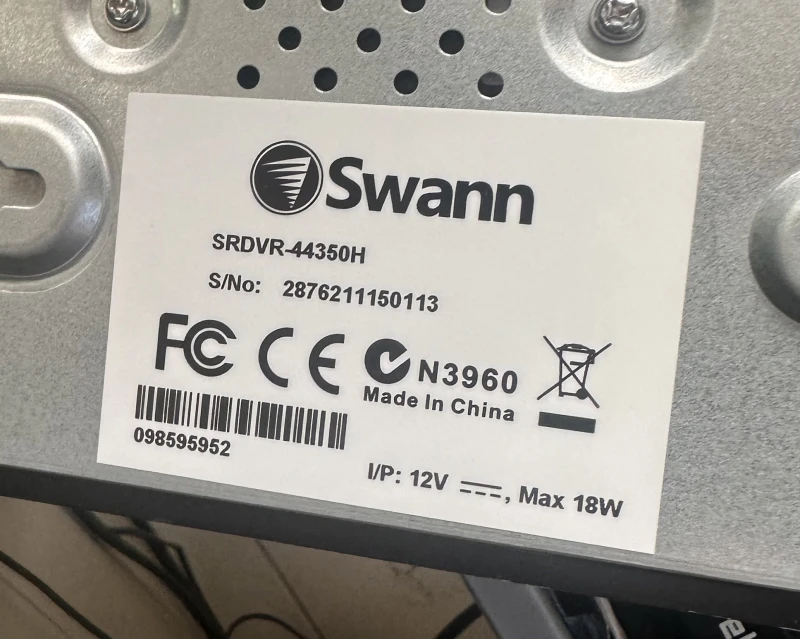 Swann
SRDVR-44350H
S/No: 2876211150113
FC CE N3960
Made In China
098595952
I/P: 12V ⎓, Max 18W